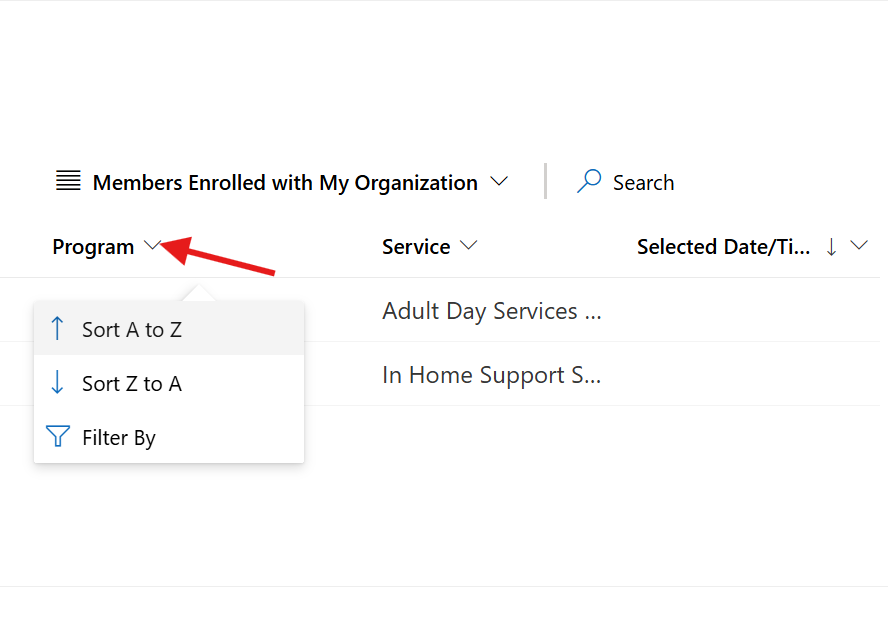 Members Enrolled with My Organization
Search
Program
Service
Selected Date/Ti...
Adult Day Services ...
In Home Support S...
Sort A to Z
Sort Z to A
Filter By